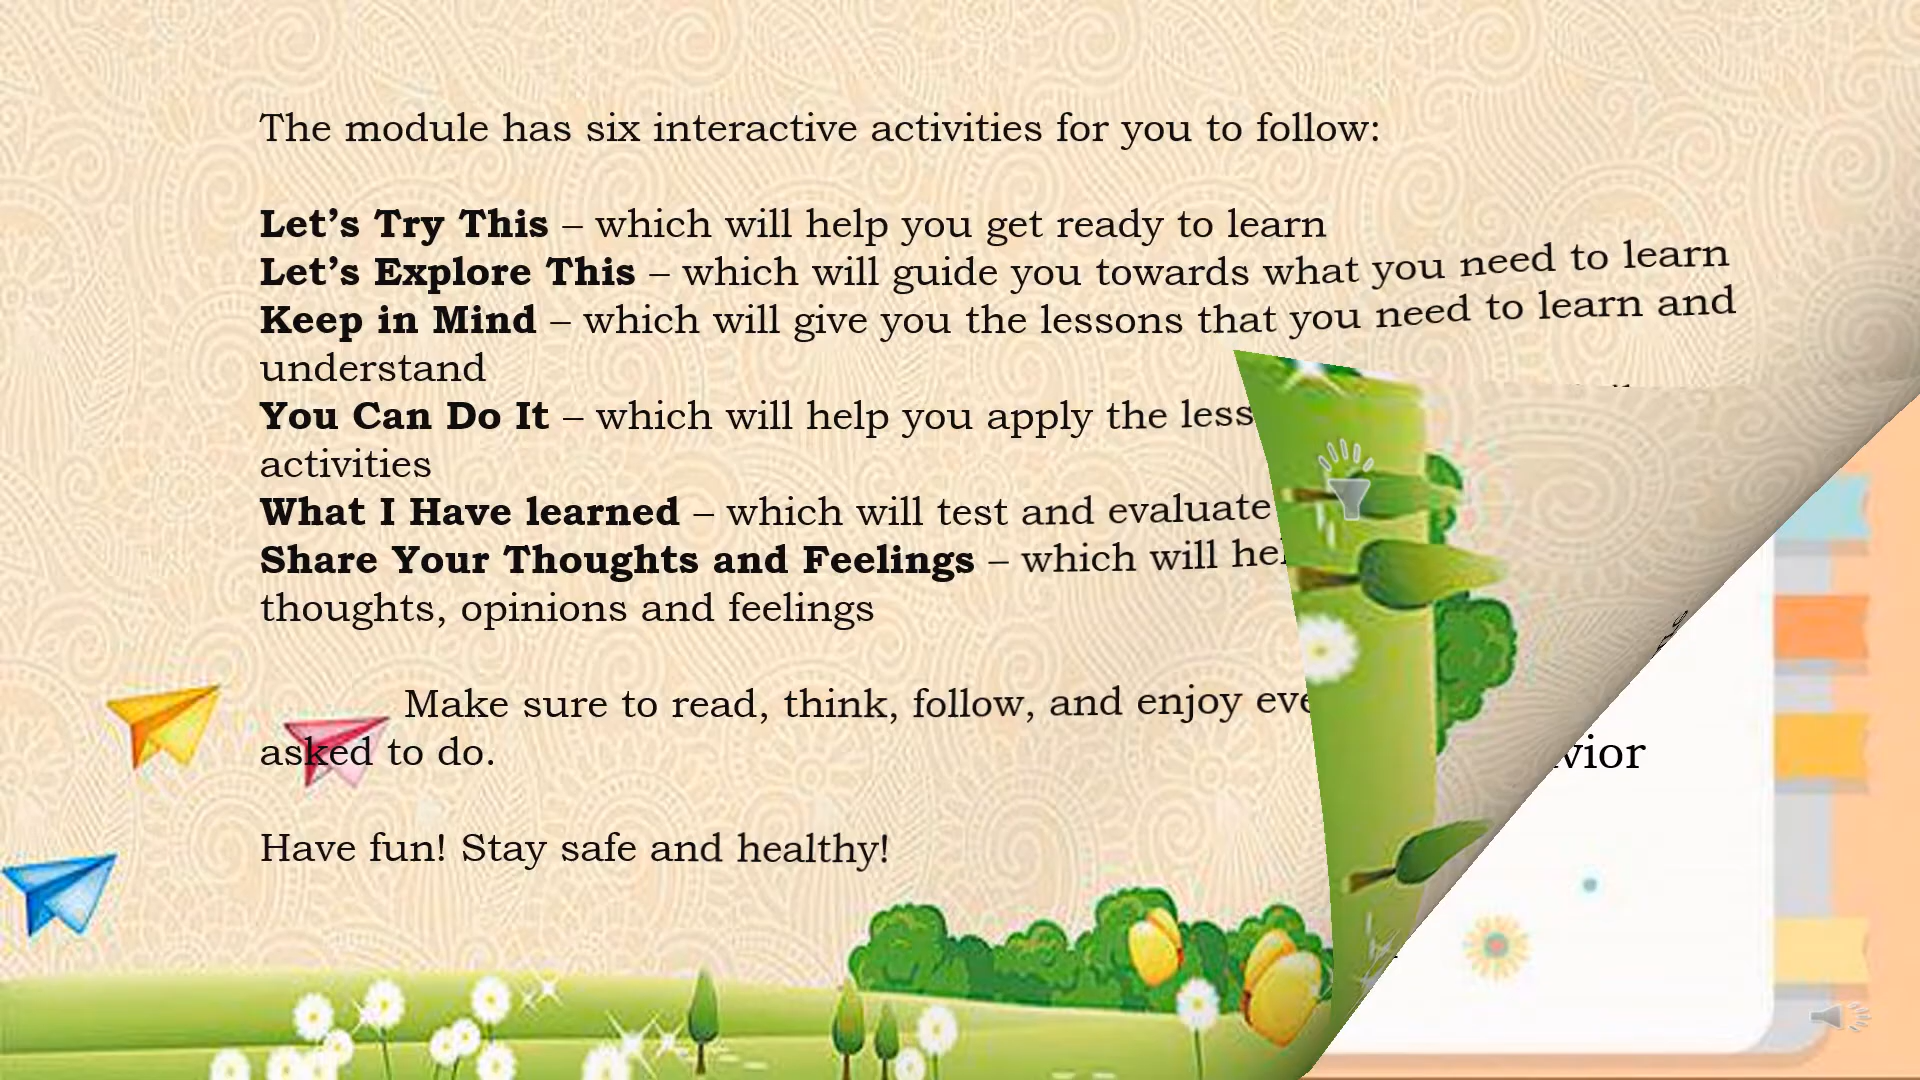 The module has six interactive activities for you to follow:
Let’s Try This – which will help you get ready to learn
Let’s Explore This – which will guide you towards what you need to learn
Keep in Mind – which will give you the lessons that you need to learn and
understand
You Can Do It – which will help you apply the
activities
What I Have learned – which will test and evaluate
Share Your Thoughts and Feelings – which will
thoughts, opinions and feelings
Make sure to read, think, follow, and enjoy
asked to do.
Have fun! Stay safe and healthy!